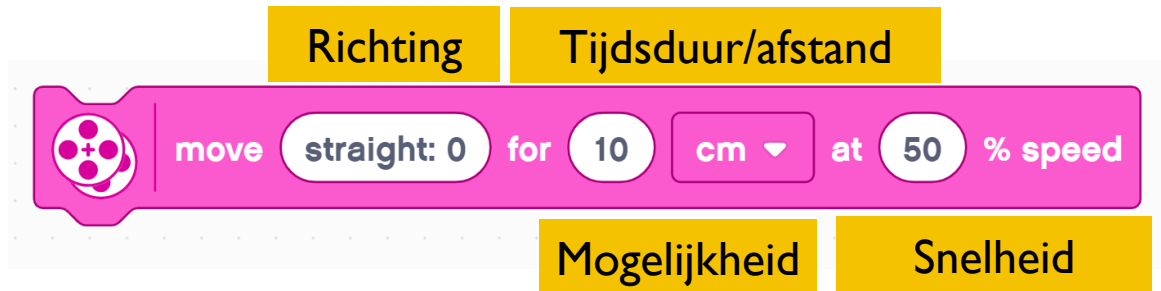 Richting
Tijdsduur/afstand
move straight: 0 for 10 cm at 50 % speed
Mogelijkheid
Snelheid